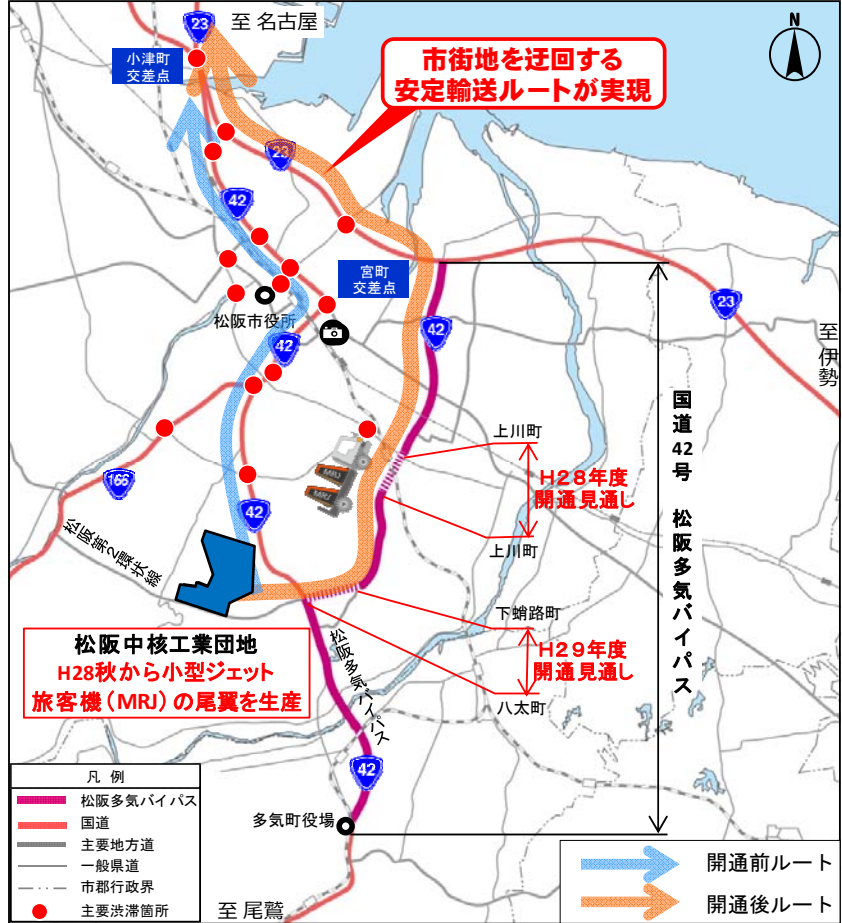 23
至 名古屋
N
小津町
交差点
市街地を迂回する
安定輸送ルートが実現
23
42
宮町
交差点
松阪市役所
42
42
23
至 伊勢
国道42号 松阪多気バイパス
上川町
H28年度
開通見通し
上川町
MRJ
MRJ
166
42
松阪第2環状線
下蛸路町
H29年度
開通見通し
八太町
松阪中核工業団地
H28秋から小型ジェット
旅客機(MRJ)の尾翼を生産
松阪多気バイパス
42
多気町役場
凡 例
松阪多気バイパス
国道
主要地方道
一般県道
市郡行政界
主要渋滞箇所
至 尾鷲
開通前ルート
開通後ルート